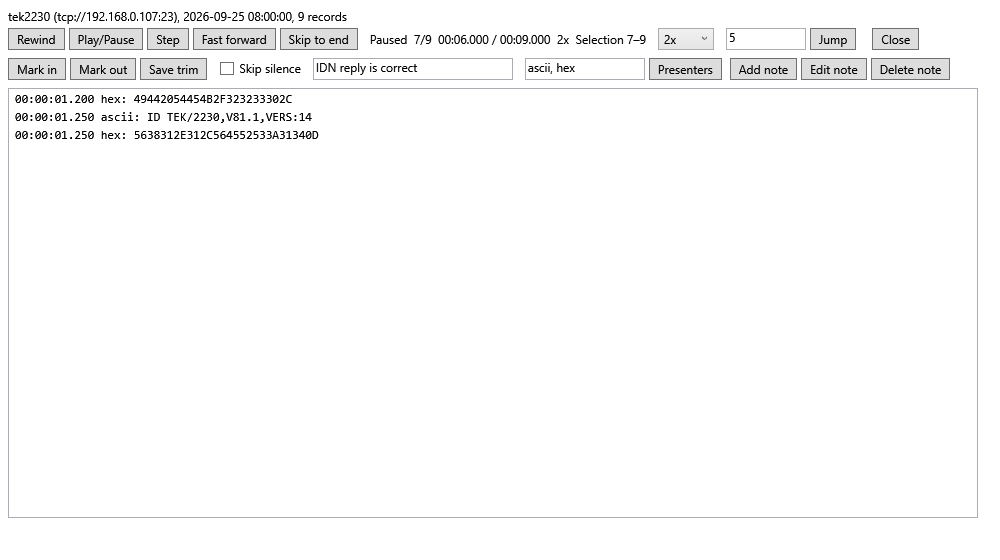 tek2230 (tcp://192.168.0.107:23), 2026-09-25 08:00:00, 9 records
Rewind Play/Pause Step Fast forward Skip to end Paused 7/9 00:06.000 / 00:09.000 2x Selection 7–9 2x 5 Jump Close
Mark in Mark out Save trim Skip silence IDN reply is correct ascii, hex Presenters Add note Edit note Delete note
00:00:01.200 hex: 49442054454B2F323233302C
00:00:01.250 ascii: ID TEK/2230,V81.1,VERS:14
00:00:01.250 hex: 5638312E312C564552533A31340D